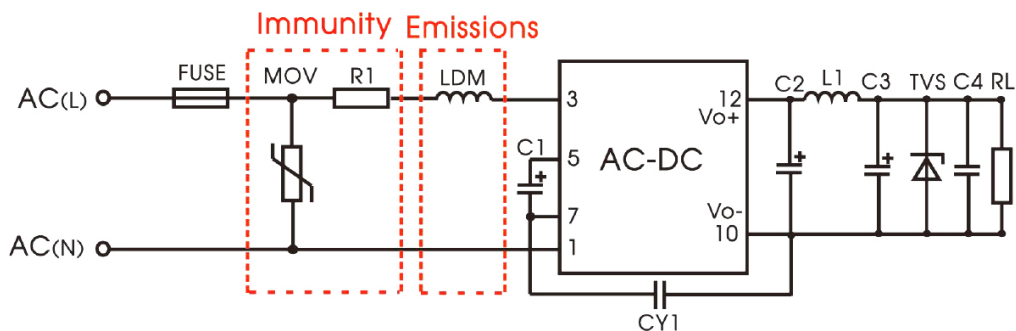 Immunity Emissions
FUSE MOV R1 LDM
AC(L)
3
C1
5
7
1
AC-DC
12
Vo+
Vo-
10
C2 L1 C3 TVS C4 RL
+
+
+
AC(N)
CY1